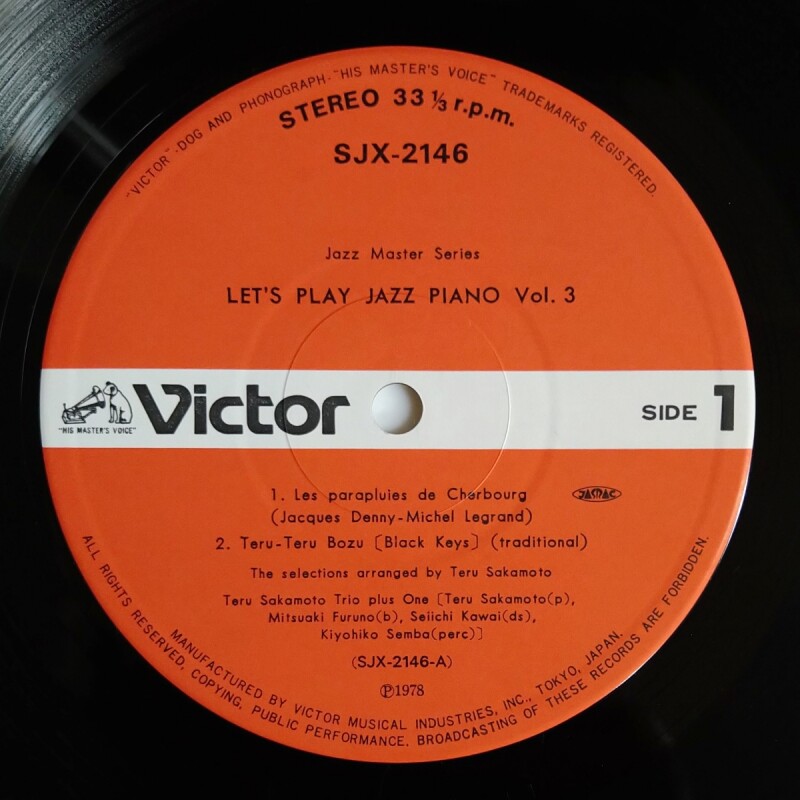 "VICTOR"-DOG AND PHONOGRAPH-"HIS MASTER'S VOICE" TRADEMARKS REGISTERED.
STEREO 33 1/3 r.p.m.
SJX-2146
Jazz Master Series
LET'S PLAY JAZZ PIANO Vol. 3
"HIS MASTER'S VOICE"
Victor
SIDE 1
1. Les parapluies de Cherbourg
JASRAC
(Jacques Denny-Michel Legrand)
2. Teru-Teru Bozu [Black Keys] (traditional)
The selections arranged by Teru Sakamoto
Teru Sakamoto Trio plus One [Teru Sakamoto(p),
Mitsuaki Furuno(b), Seiichi Kawai(ds),
Kiyohiko Semba(perc)]
(SJX-2146-A)
Ⓟ1978
MANUFACTURED BY VICTOR MUSICAL INDUSTRIES, INC., TOKYO, JAPAN.
ALL RIGHTS RESERVED, COPYING, PUBLIC PERFORMANCE, BROADCASTING OF THESE RECORDS ARE FORBIDDEN.